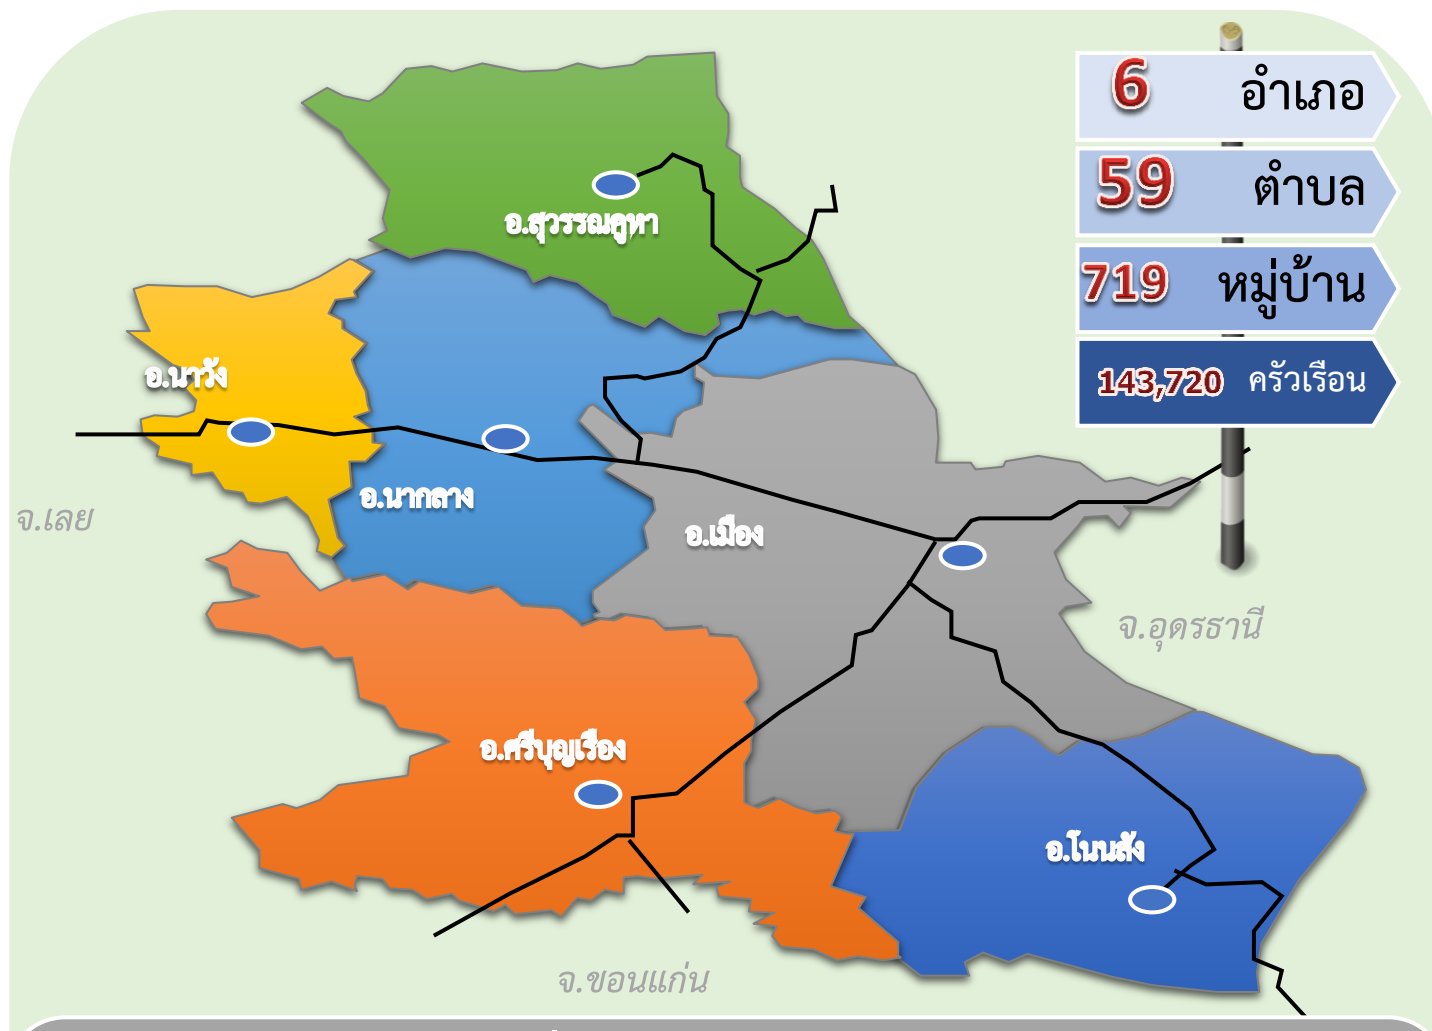 6 อำเภอ
59 ตำบล
719 หมู่บ้าน
143,720 ครัวเรือน
อ.สุวรรณคูหา
อ.นาวัง
อ.นากลาง
อ.เมือง
จ.เลย
จ.อุดรธานี
อ.ศรีบุญเรือง
อ.โนนสัง
จ.ขอนแก่น